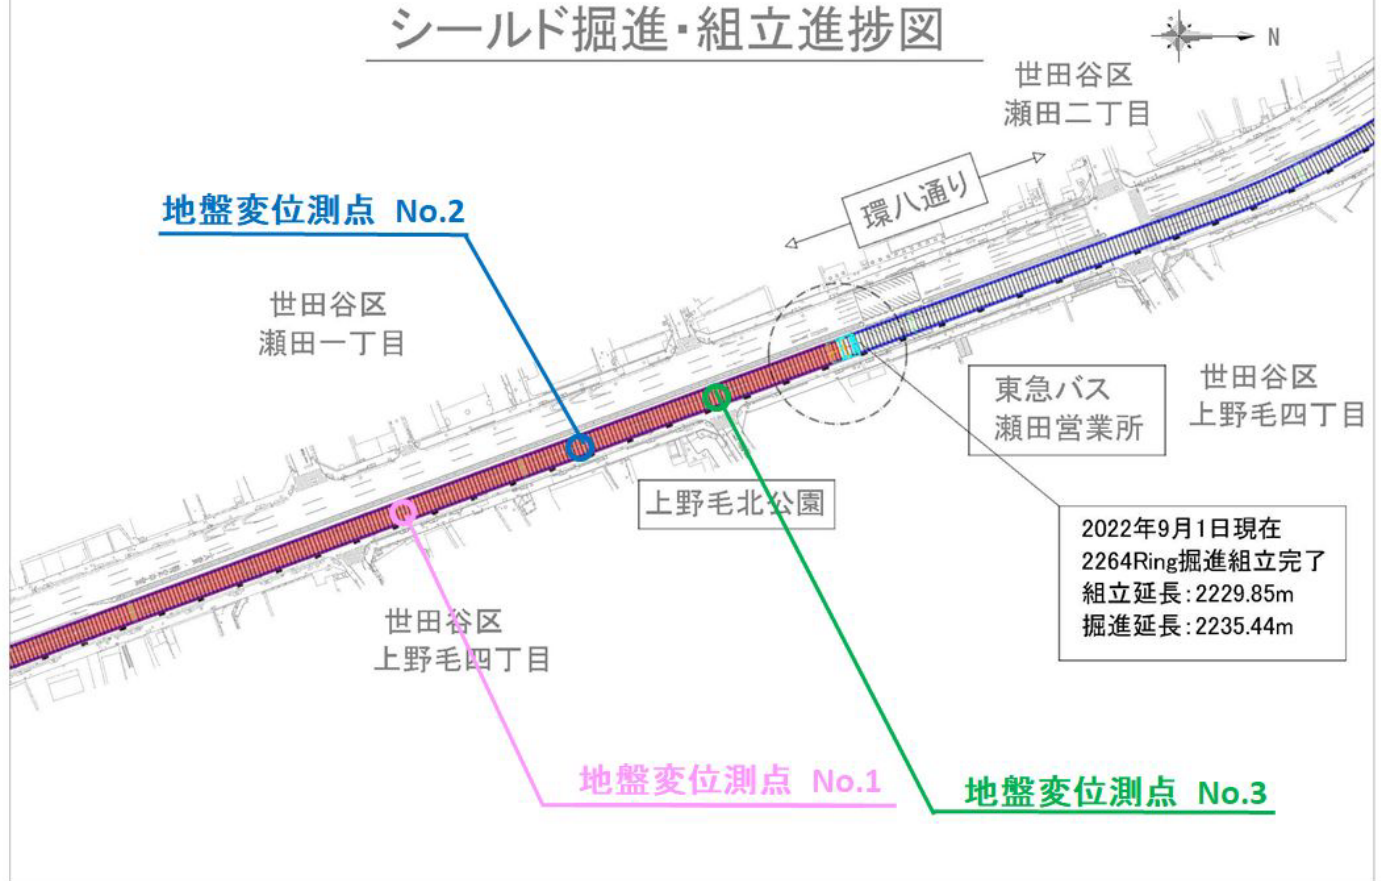 シールド掘進・組立進捗図
N
世田谷区
瀬田二丁目
環八通り
地盤変位測点 No.2
世田谷区
瀬田一丁目
東急バス
瀬田営業所
世田谷区
上野毛四丁目
上野毛北公園
2022年9月1日現在
2264Ring掘進組立完了
組立延長:2229.85m
掘進延長:2235.44m
世田谷区
上野毛四丁目
地盤変位測点 No.1
地盤変位測点 No.3